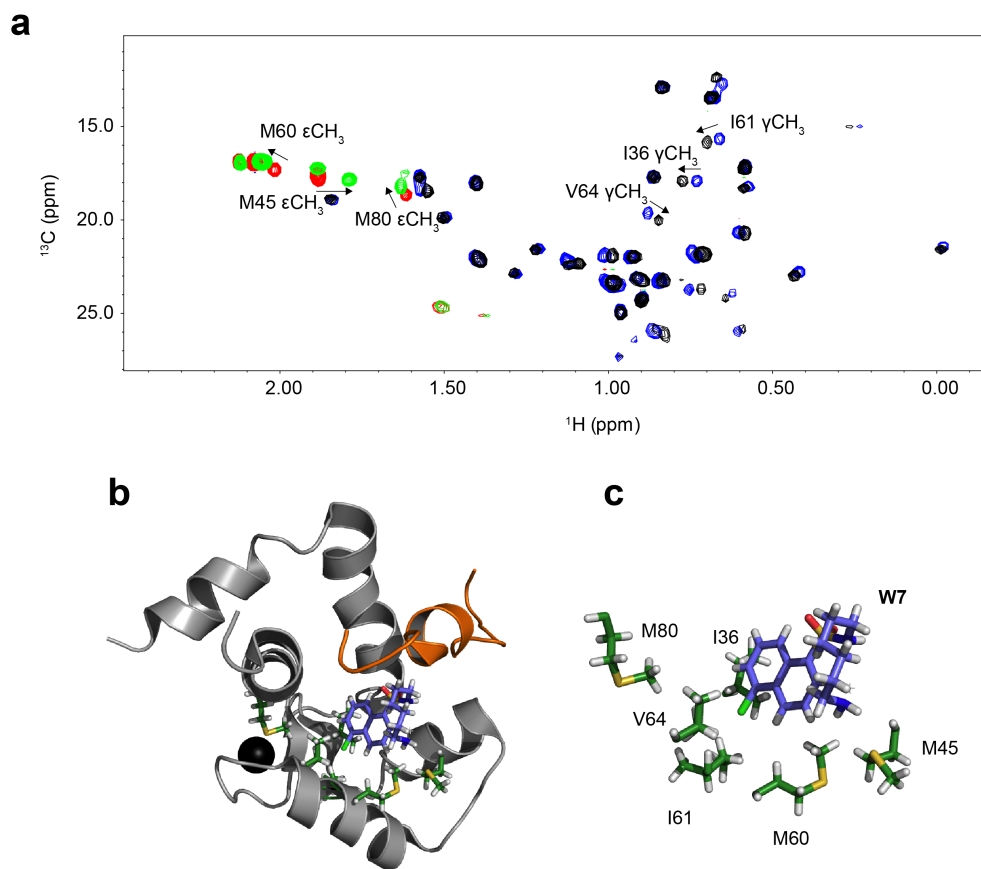 a
15.0
20.0
25.0
¹³C (ppm)
M60 εCH₃
M45 εCH₃
M80 εCH₃
I61 γCH₃
I36 γCH₃
V64 γCH₃
2.00
1.50
1.00
0.50
0.00
¹H (ppm)
b
c
W7
M80
I36
V64
M45
I61
M60